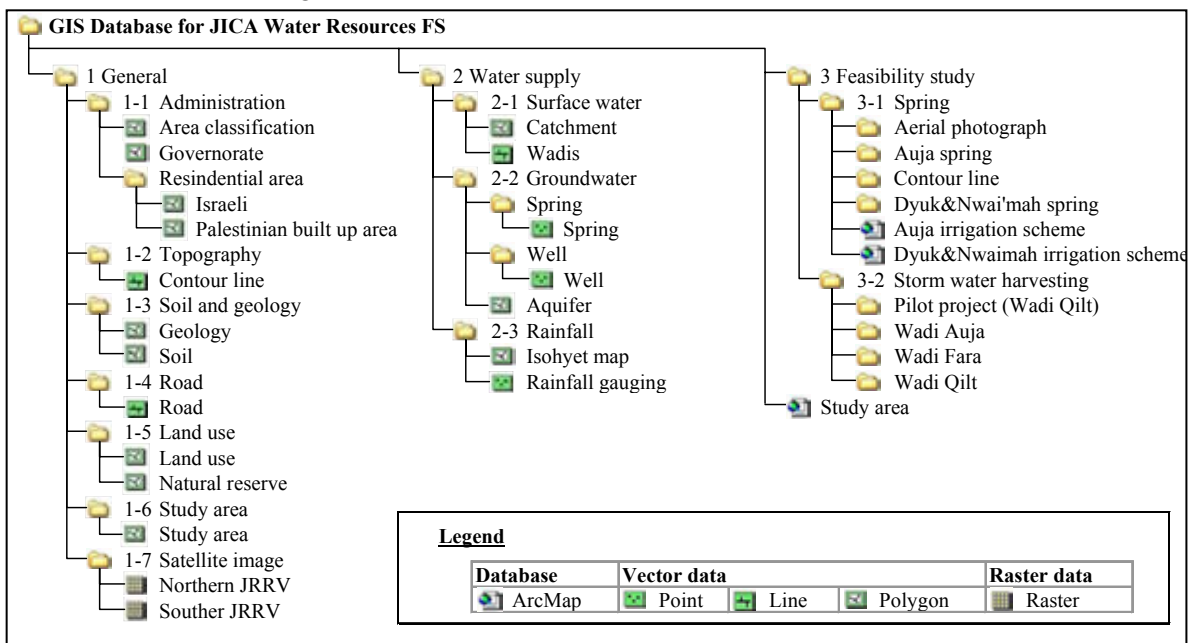 GIS Database for JICA Water Resources FS
1 General
1-1 Administration
Area classification
Governorate
Resindential area
Israeli
Palestinian built up area
1-2 Topography
Contour line
1-3 Soil and geology
Geology
Soil
1-4 Road
Road
1-5 Land use
Land use
Natural reserve
1-6 Study area
Study area
1-7 Satellite image
Northern JRRV
Souther JRRV
2 Water supply
2-1 Surface water
Catchment
Wadis
2-2 Groundwater
Spring
Spring
Well
Well
Aquifer
2-3 Rainfall
Isohyet map
Rainfall gauging
3 Feasibility study
3-1 Spring
Aerial photograph
Auja spring
Contour line
Dyuk&Nwai'mah spring
Auja irrigation scheme
Dyuk&Nwaimah irrigation scheme
3-2 Storm water harvesting
Pilot project (Wadi Qilt)
Wadi Auja
Wadi Fara
Wadi Qilt
Study area
Legend
Database Vector data Raster data
ArcMap Point Line Polygon Raster